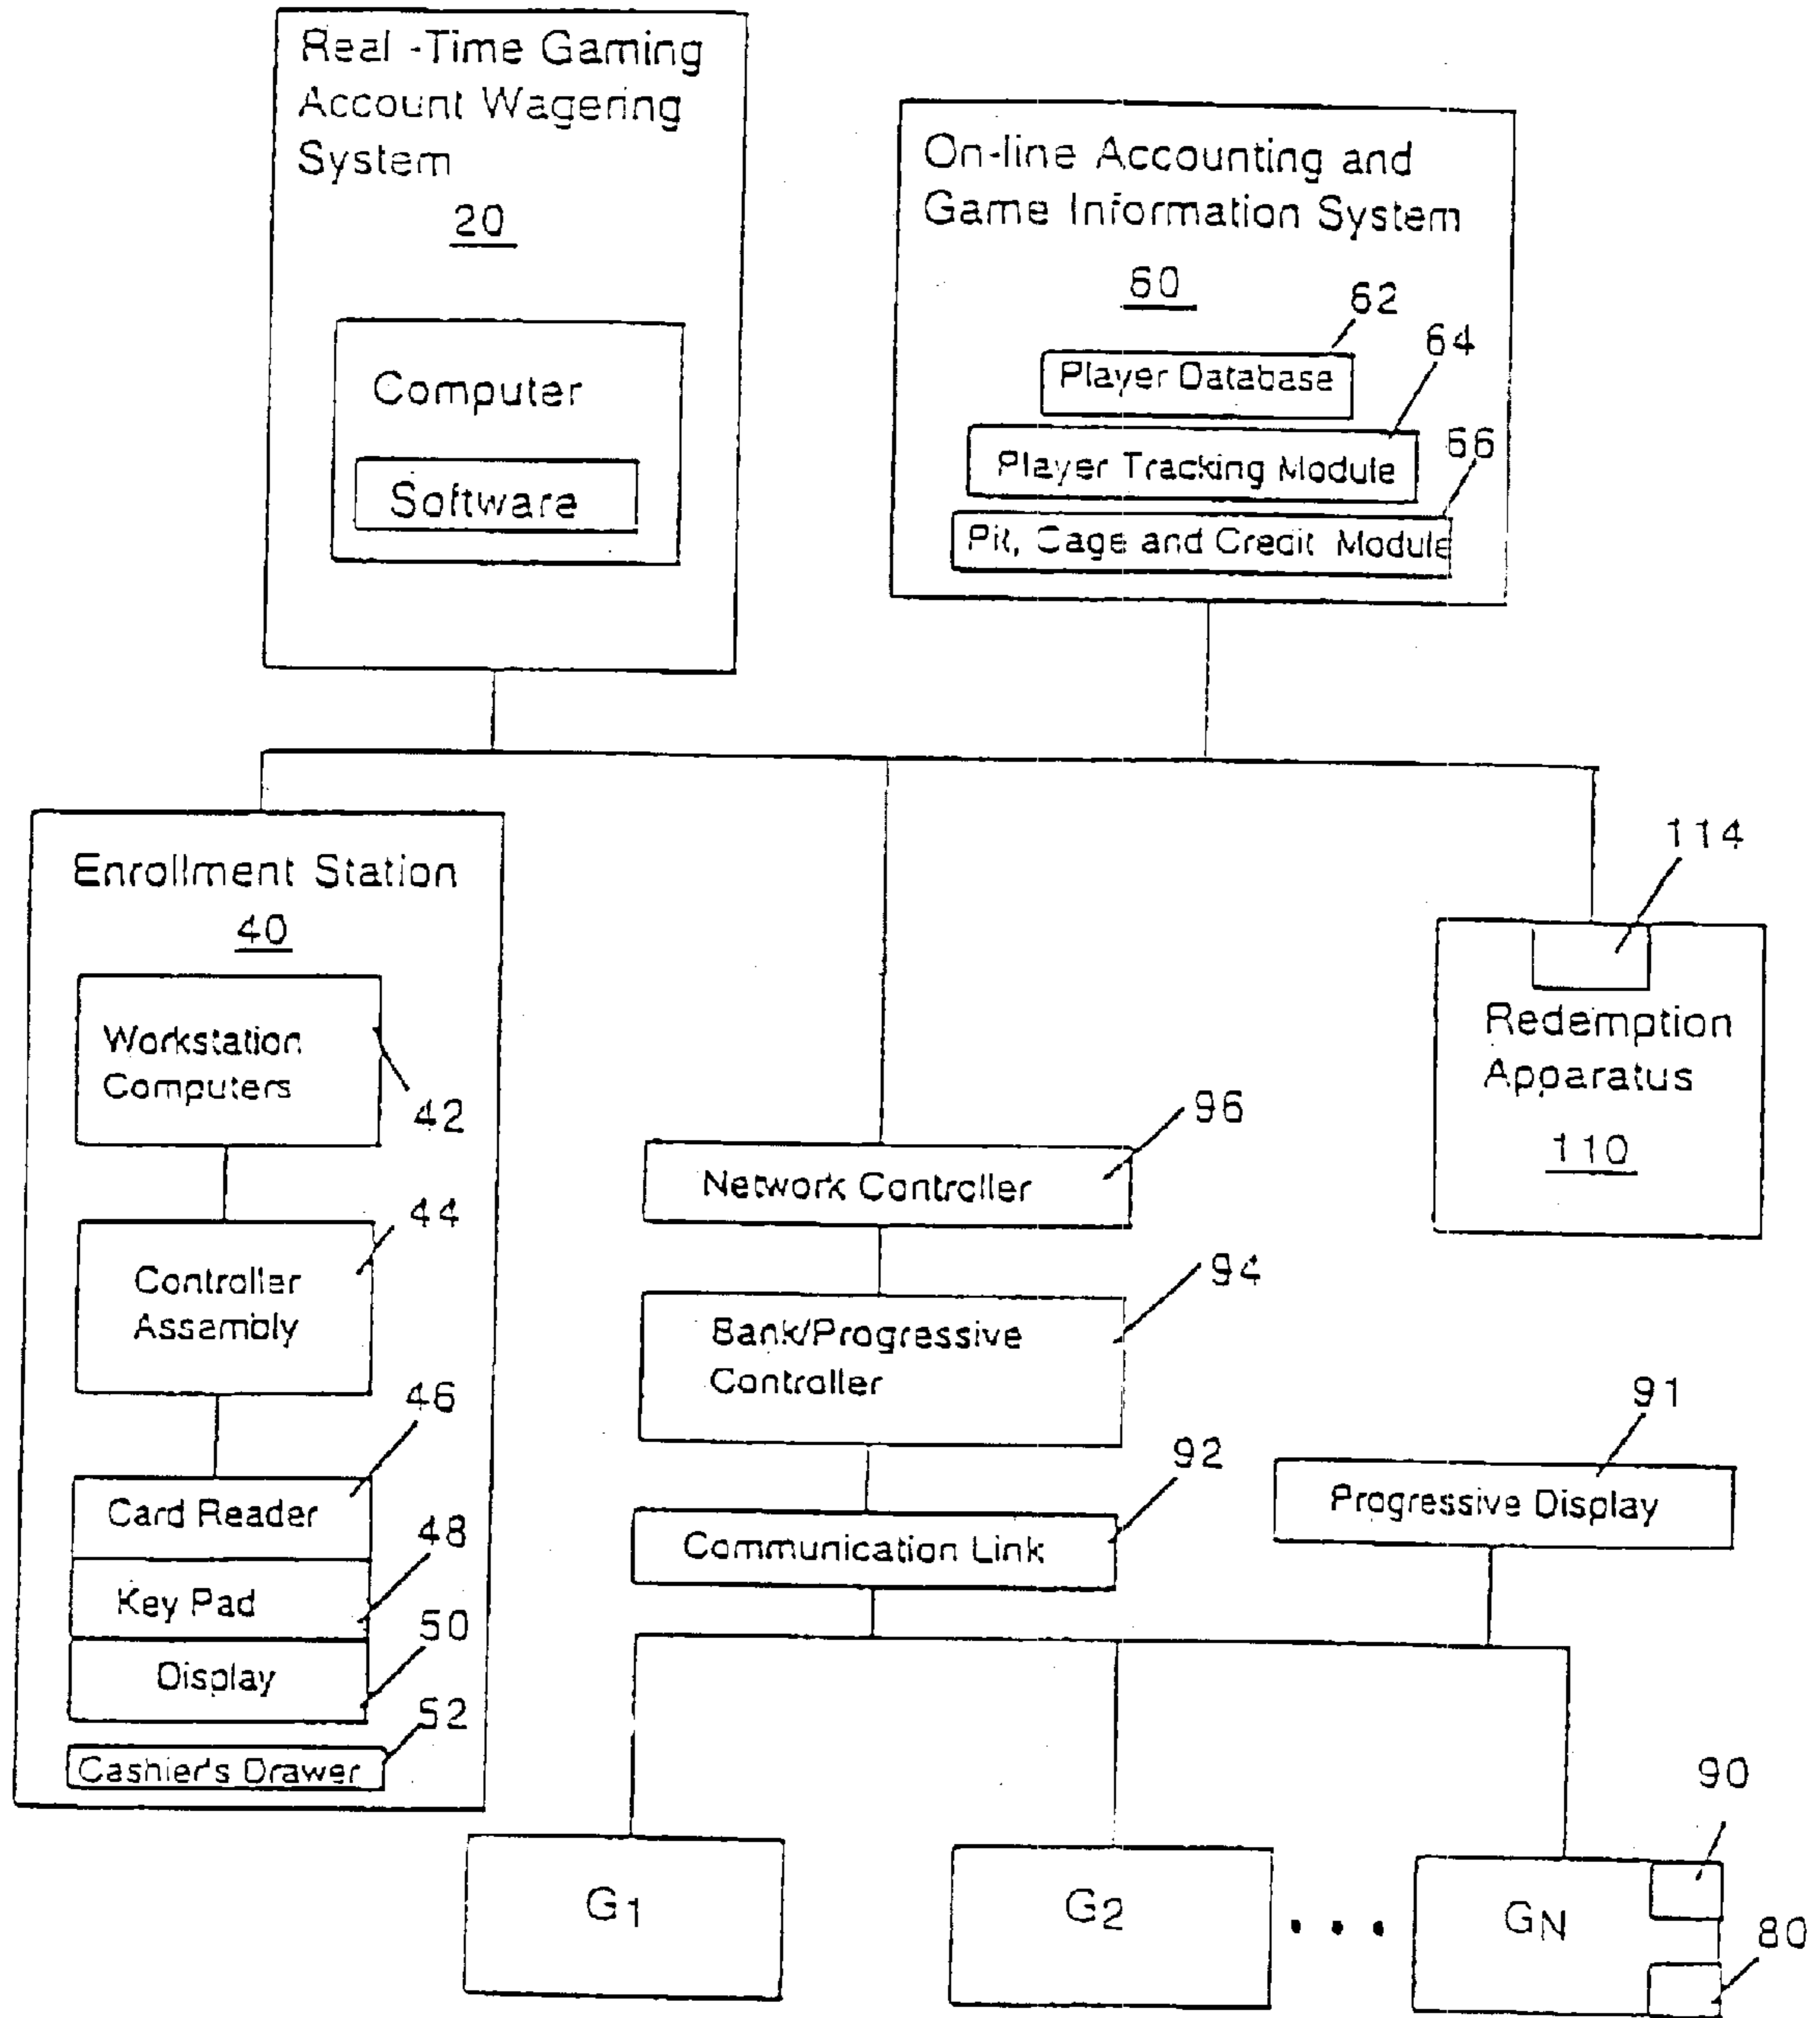 Real -Time Gaming
Account Wagering
System
20
Computer
Software
On-line Accounting and
Game Information System
60
62
Player Database
64
Player Tracking Module
66
Pit, Cage and Credit Module
Enrollment Station
40
Workstation
Computers
42
44
Controller
Assembly
46
Card Reader
48
Key Pad
50
Display
52
Cashier's Drawer
96
Network Controller
94
Bank/Progressive
Controller
92
Communication Link
114
Redemption
Apparatus
110
91
Progressive Display
G1
G2
...
GN
90
80